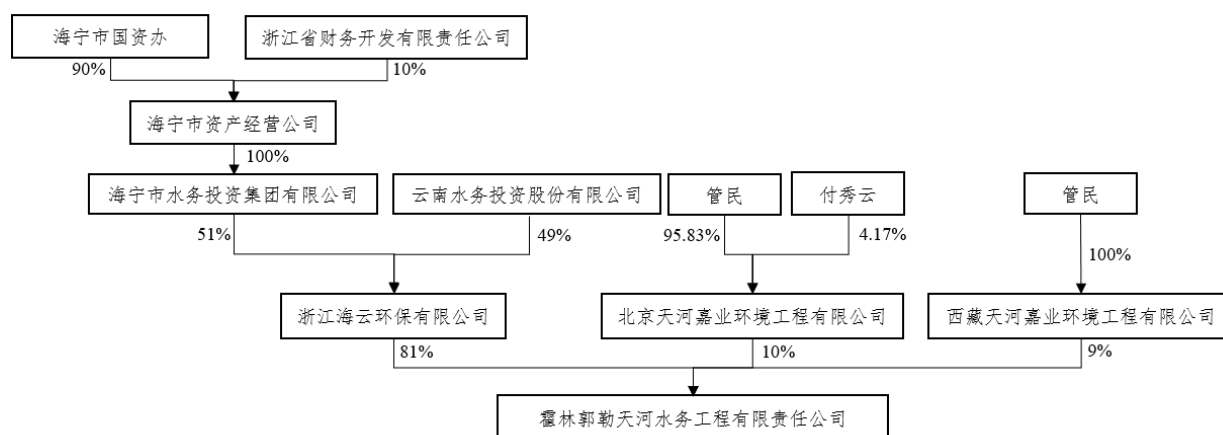 海宁市国资办
浙江省财务开发有限责任公司
90%
10%
海宁市资产经营公司
100%
海宁市水务投资集团有限公司
云南水务投资股份有限公司
管民
付秀云
管民
51%
49%
95.83%
4.17%
100%
浙江海云环保有限公司
北京天河嘉业环境工程有限公司
西藏天河嘉业环境工程有限公司
81%
10%
9%
霍林郭勒天河水务工程有限责任公司